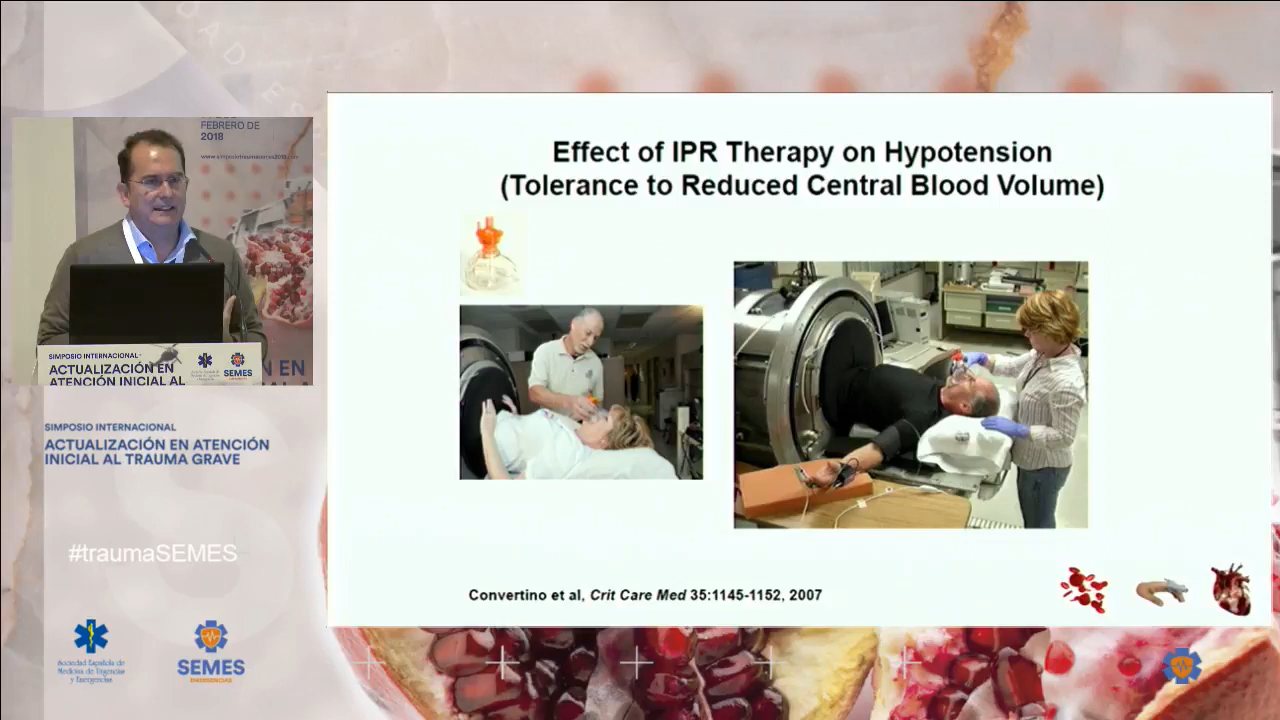 FEBRERO DE
2018
SIMPOSIO INTERNACIONAL
ACTUALIZACIÓN EN
ATENCIÓN INICIAL AL
SEMES
SIMPOSIO INTERNACIONAL
ACTUALIZACIÓN EN ATENCIÓN
INICIAL AL TRAUMA GRAVE
#traumaSEMES
Sociedad Española de
Medicina de Urgencias
y Emergencias
SEMES
EMERGENCIAS
Effect of IPR Therapy on Hypotension
(Tolerance to Reduced Central Blood Volume)
Convertino et al, Crit Care Med 35:1145-1152, 2007